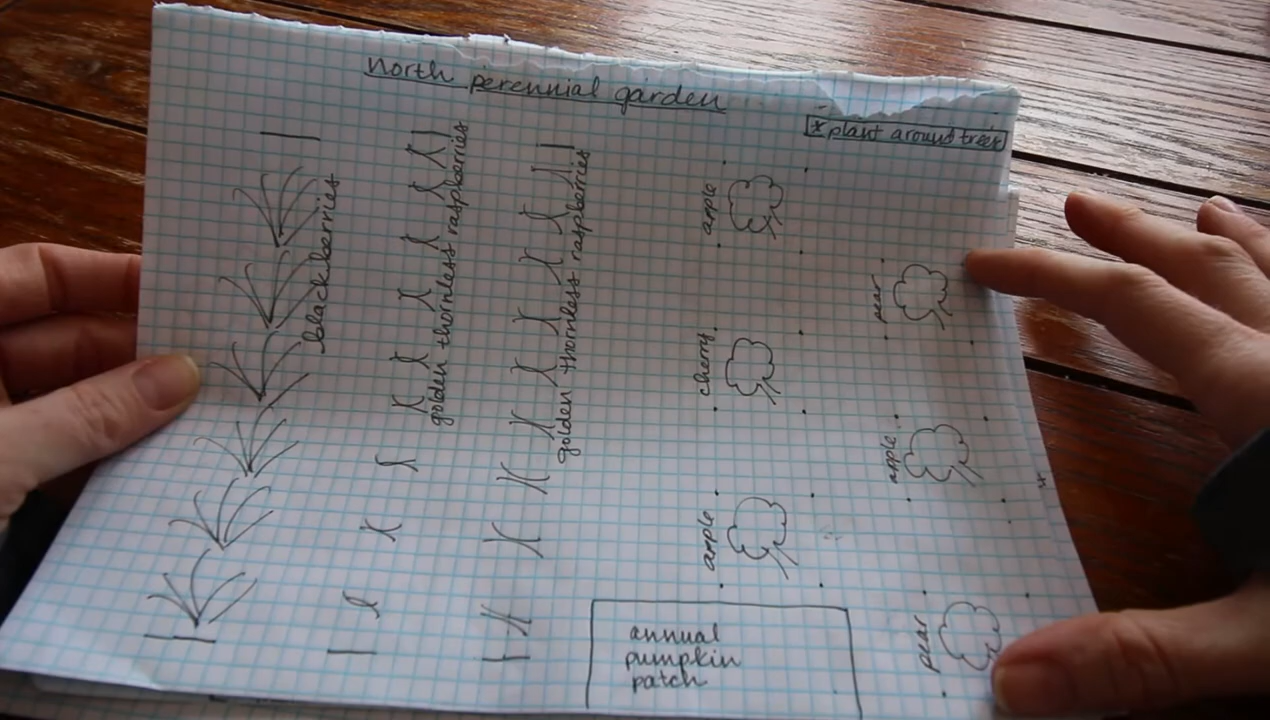 North perennial garden
*plant around trees
blackberries
golden thornless raspberries
golden thornless raspberries
apple
cherry
apple
pear
apple
pear
annual
pumpkin
patch